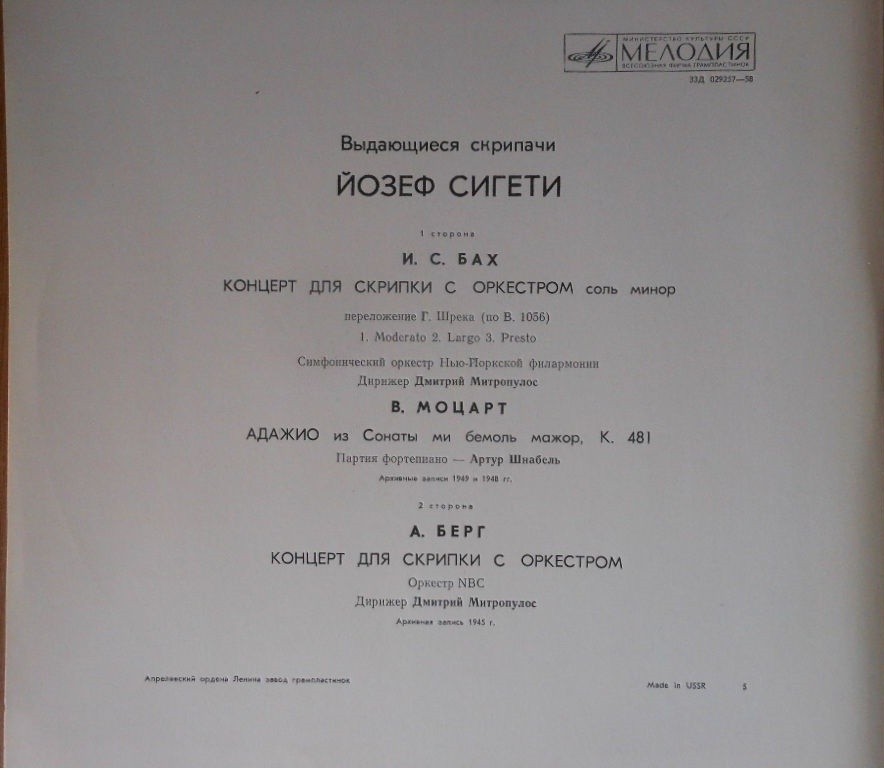 МИНИСТЕРСТВО КУЛЬТУРЫ СССР
МЕЛОДИЯ
ВСЕСОЮЗНАЯ ФИРМА ГРАМПЛАСТИНОК
33Д 029257—58
Выдающиеся скрипачи
ЙОЗЕФ СИГЕТИ
1 сторона
И. С. БАХ
КОНЦЕРТ ДЛЯ СКРИПКИ С ОРКЕСТРОМ соль минор
переложение Г. Шрека (по В. 1056)
1. Moderato 2. Largo 3. Presto
Симфонический оркестр Нью-Йоркской филармонии
Дирижер Дмитрий Митропулос
В. МОЦАРТ
АДАЖИО из Сонаты ми бемоль мажор, К. 481
Партия фортепиано — Артур Шнабель
Архивные записи 1949 и 1948 гг.
2 сторона
А. БЕРГ
КОНЦЕРТ ДЛЯ СКРИПКИ С ОРКЕСТРОМ
Оркестр NBC
Дирижер Дмитрий Митропулос
Архивная запись 1945 г.
Апрелевский ордена Ленина завод грампластинок
Made in USSR 5